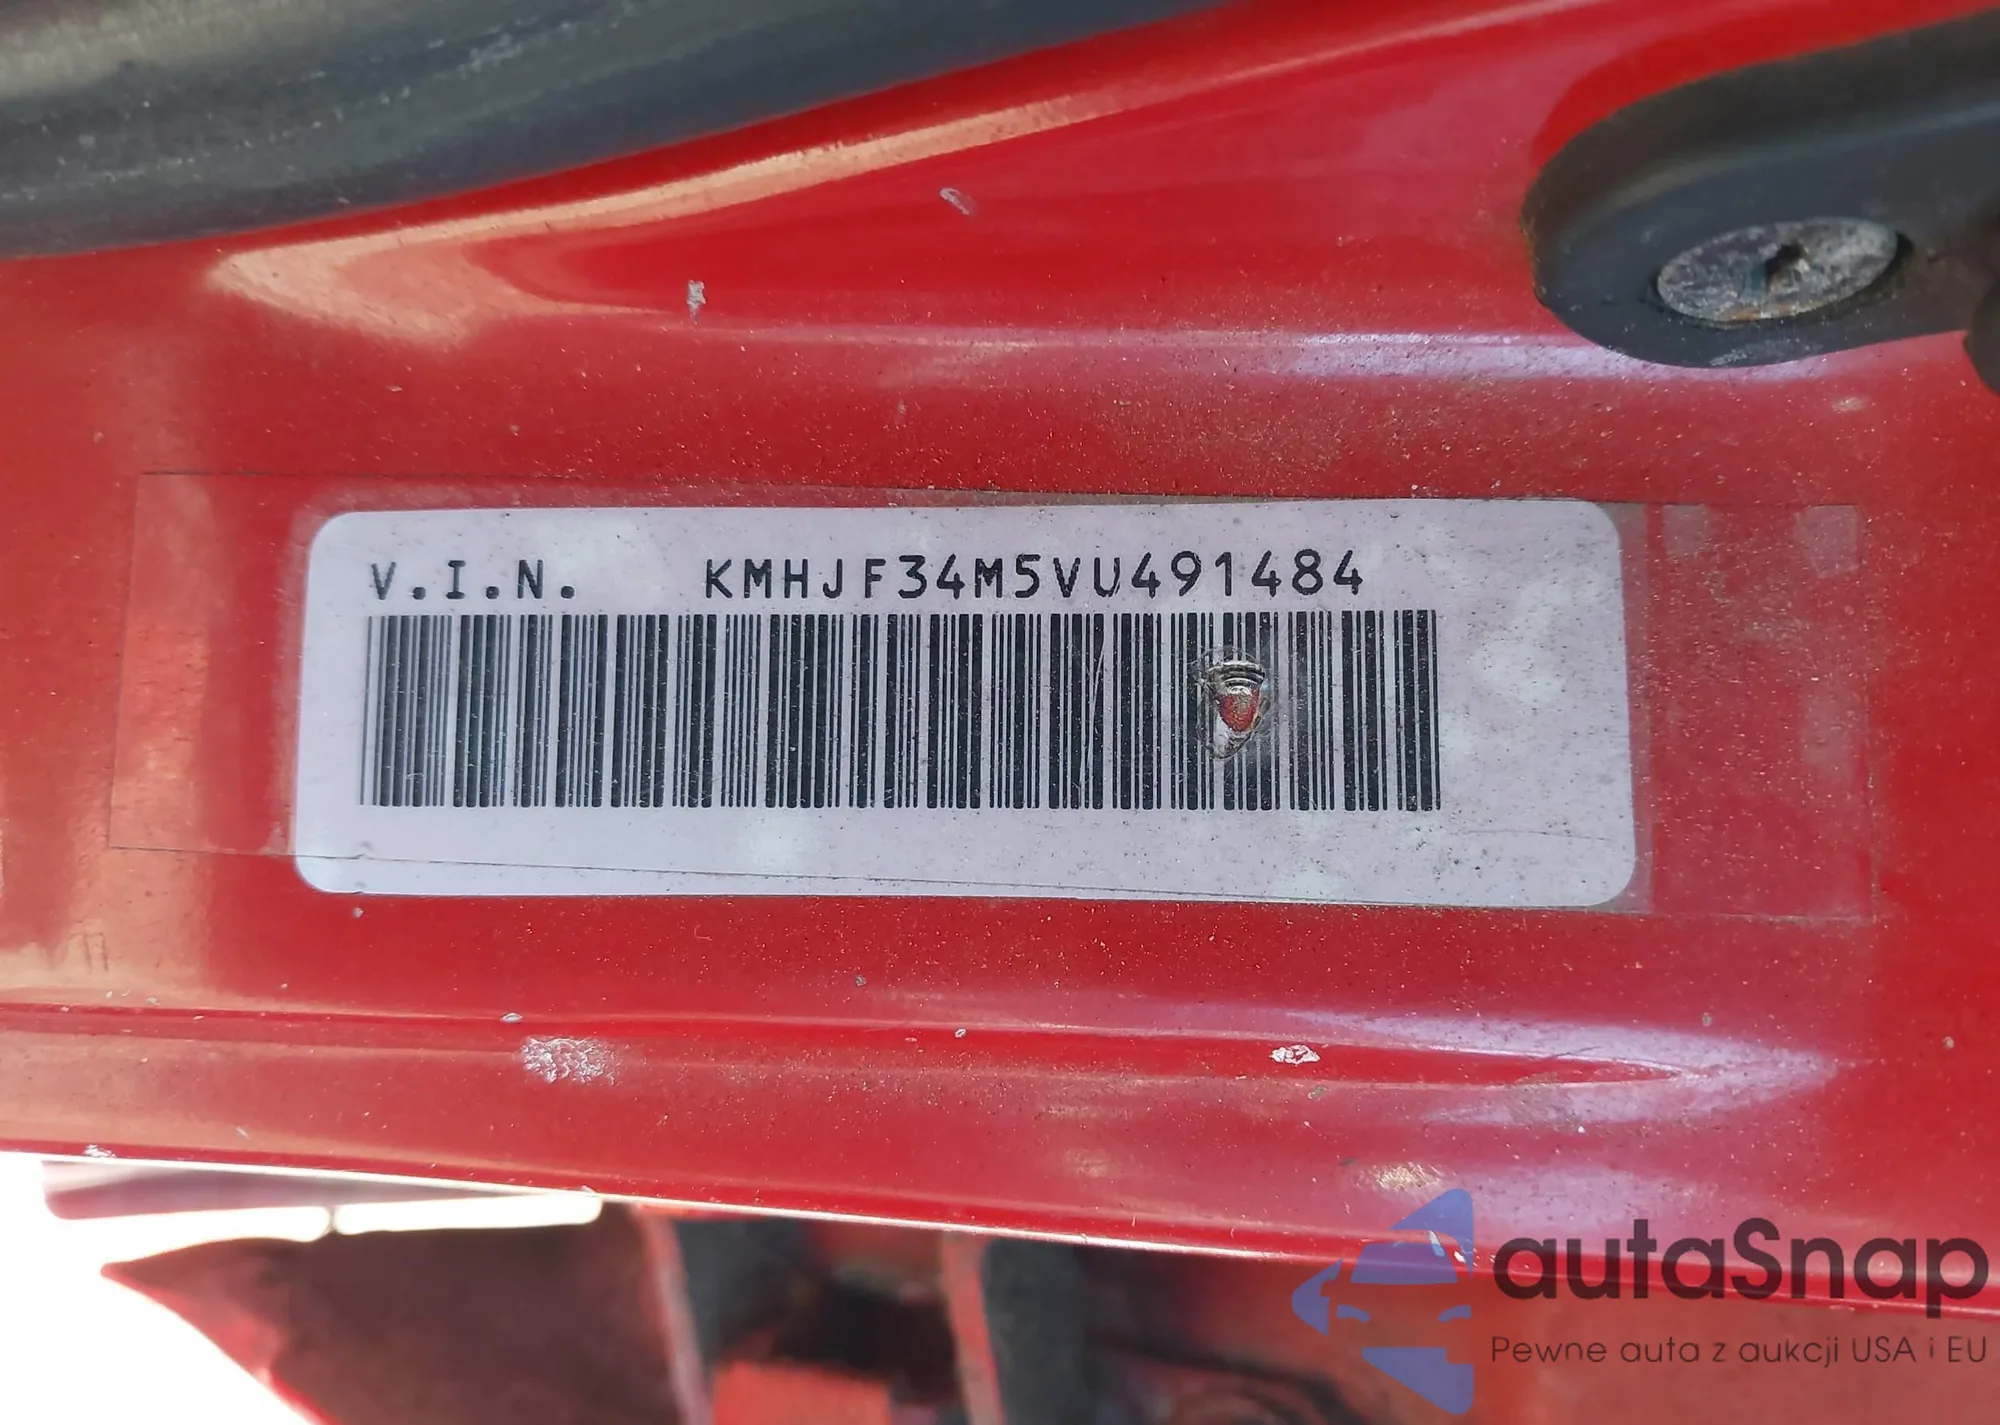 V.I.N. KMHJF34M5VU491484
autaSnap
Pewne auta z aukcji USA i EU